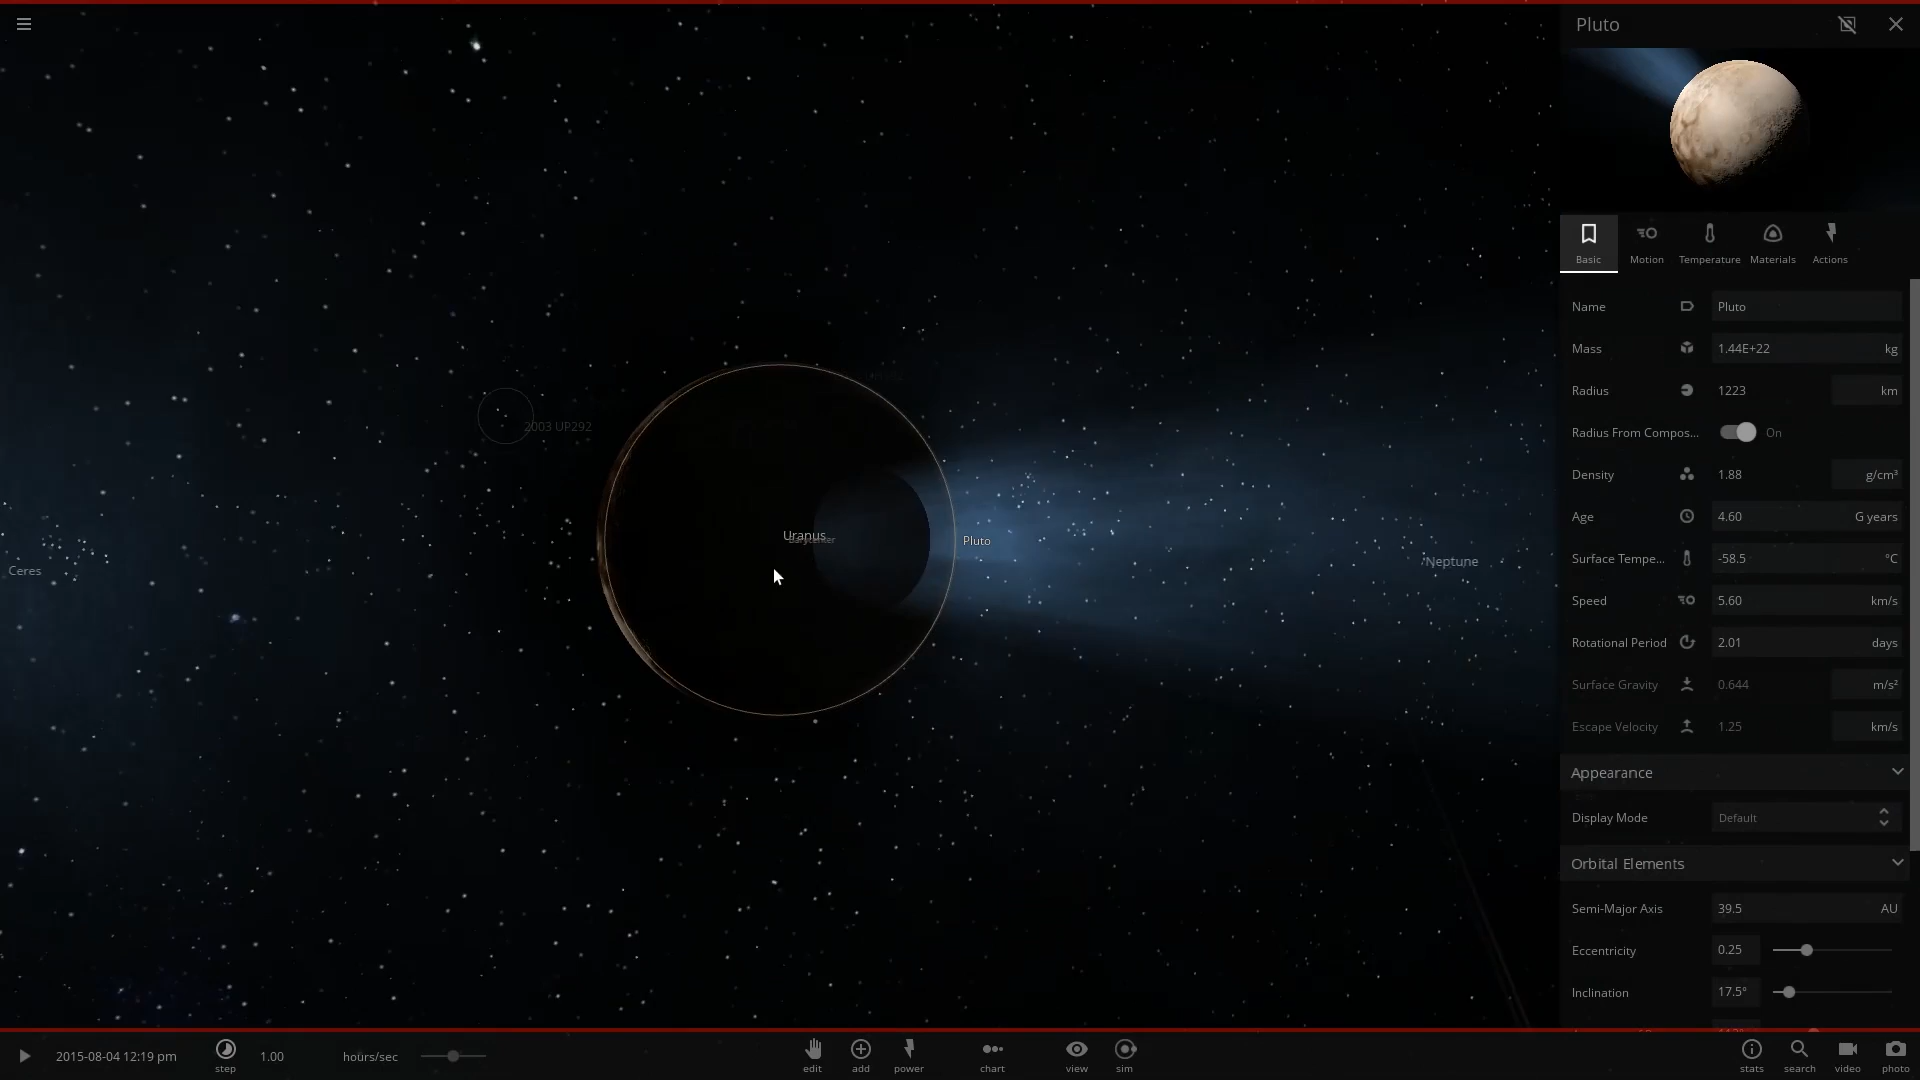 Pluto
Basic
Motion
Temperature
Materials
Actions
Name Pluto
Mass 1.44E+22 kg
Radius 1223 km
Radius From Compos... On
Density 1.88 g/cm³
Age 4.60 G years
Surface Tempe... -58.5 °C
Speed 5.60 km/s
Rotational Period 2.01 days
Surface Gravity 0.644 m/s²
Escape Velocity 1.25 km/s
Appearance
Display Mode Default
Orbital Elements
Semi-Major Axis 39.5 AU
Eccentricity 0.25
Inclination 17.5°
2003 UP292
Uranus
Barycenter
Pluto
Neptune
Ceres
2015-08-04 12:19 pm
step
1.00 hours/sec
edit
add
power
chart
view
sim
stats
search
video
photo